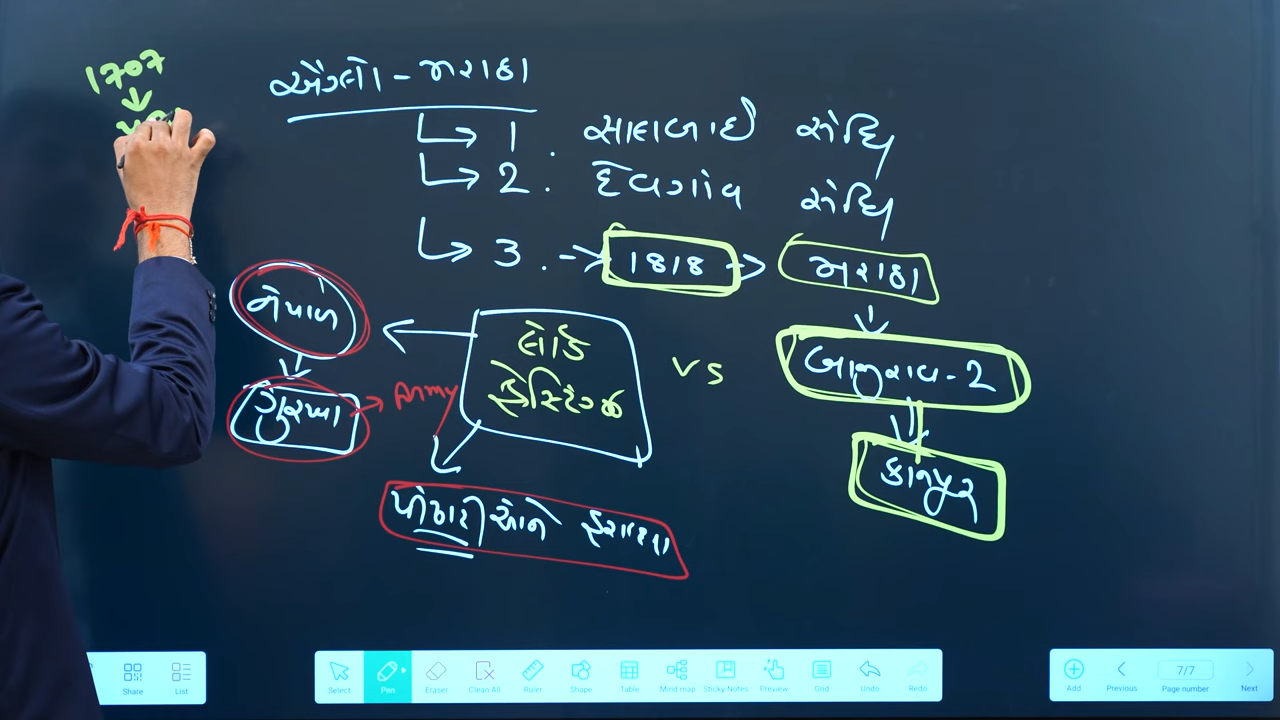 1707
એંગ્લો - મરાઠા
1. સાલબાઈ સંધિ
2. દેવગાંવ સંધિ
3. → 1818 → મરાઠા
નેપાળ
લોર્ડ
હેસ્ટિંગ્ઝ
vs
બાજીરાવ - 2
ગુરખા
Army
કાનપુર
પીંઢારીઓને હરાવ્યા
Share
List
Select
Pen
Eraser
Clean All
Ruler
Shape
Table
Mind map
Sticky Notes
Preview
Grid
Undo
Redo
Add
Previous
7/7
Page number
Next